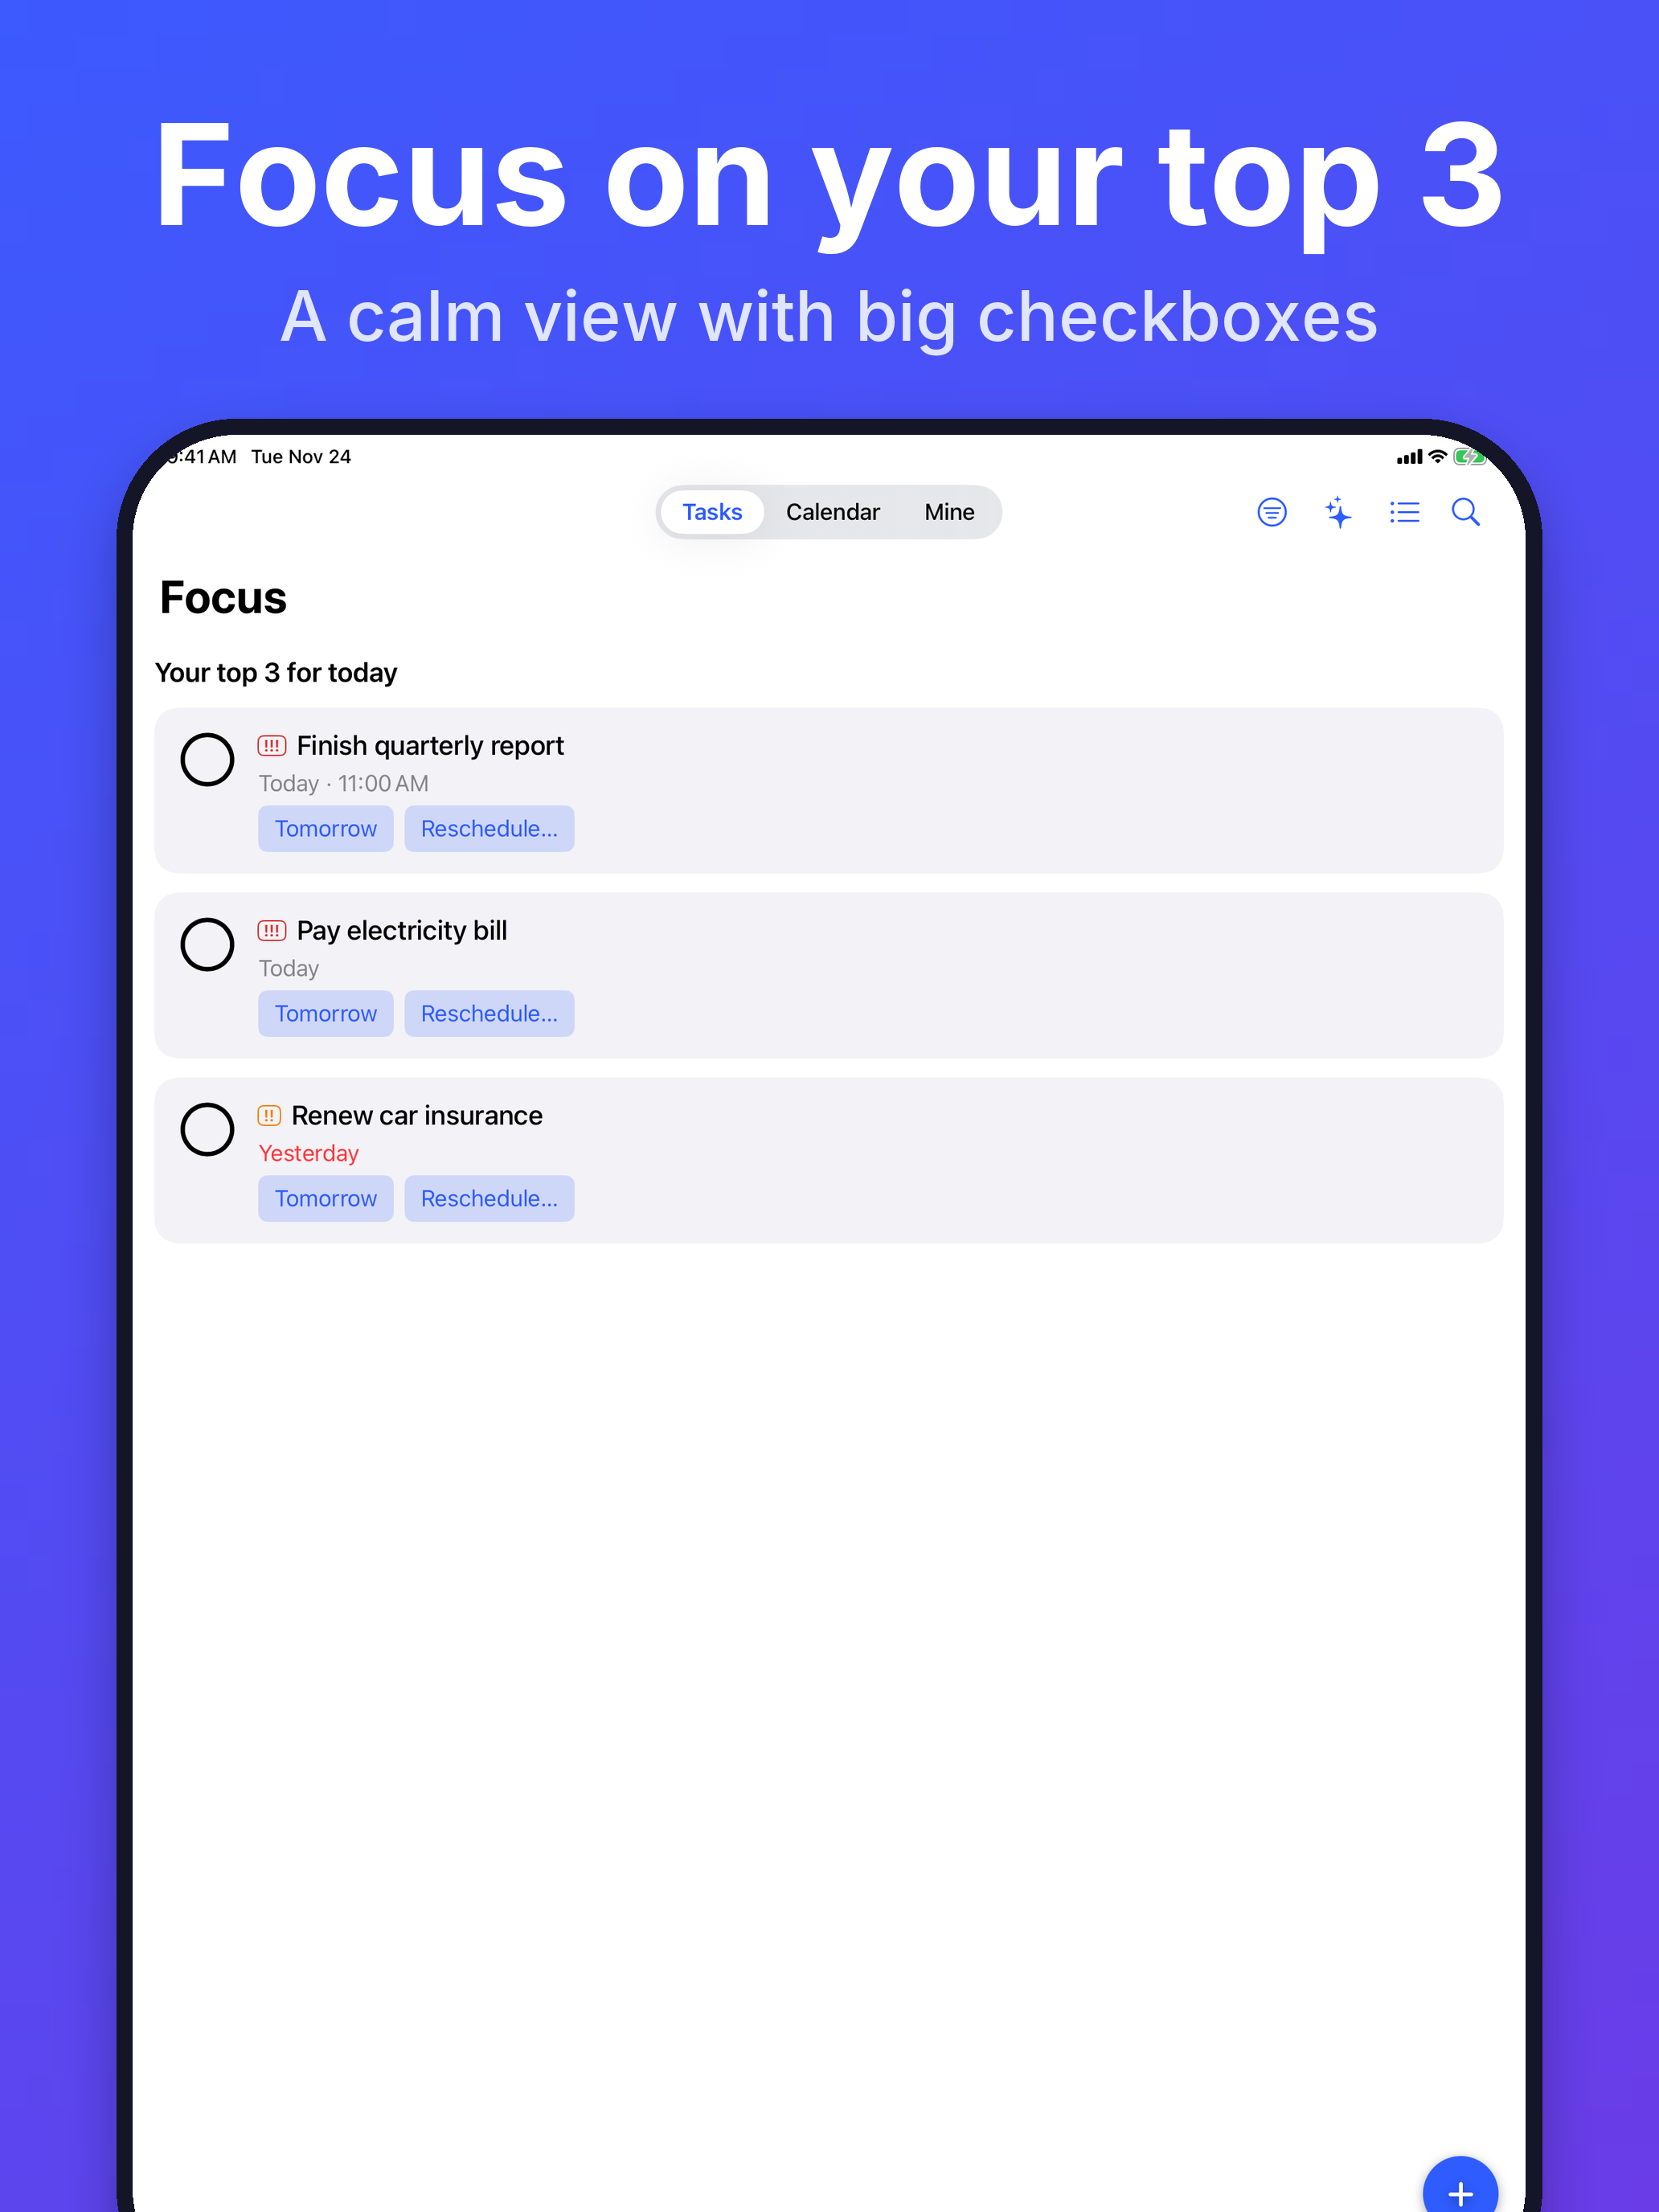 Focus on your top 3
A calm view with big checkboxes
9:41 AM Tue Nov 24
Tasks Calendar Mine
Focus
Your top 3 for today
!!! Finish quarterly report
Today · 11:00 AM
Tomorrow Reschedule...
!!! Pay electricity bill
Today
Tomorrow Reschedule...
!! Renew car insurance
Yesterday
Tomorrow Reschedule...